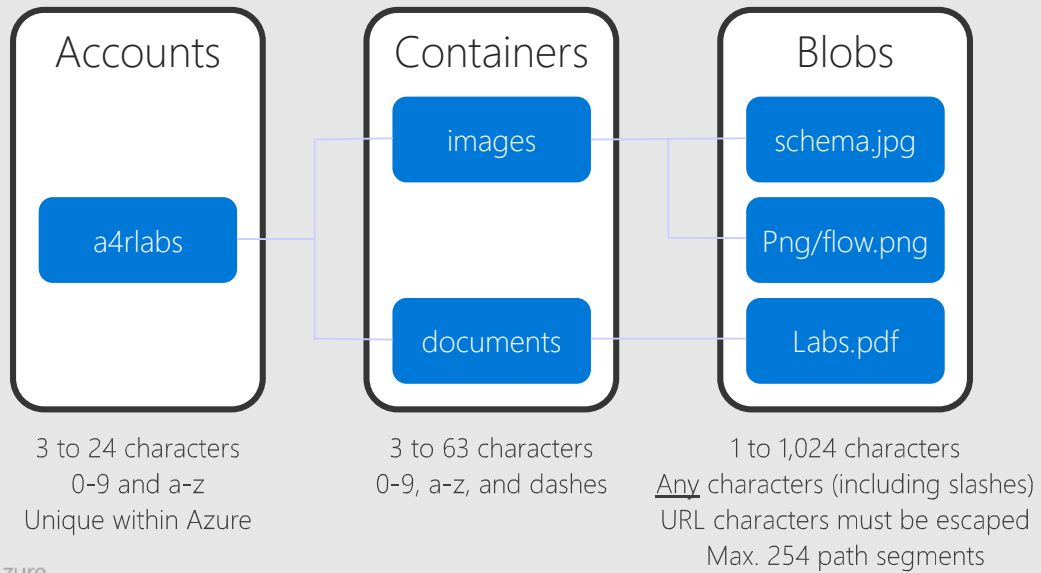 Accounts
a4rlabs
3 to 24 characters
0-9 and a-z
Unique within Azure
Containers
images
documents
3 to 63 characters
0-9, a-z, and dashes
Blobs
schema.jpg
Png/flow.png
Labs.pdf
1 to 1,024 characters
Any characters (including slashes)
URL characters must be escaped
Max. 254 path segments